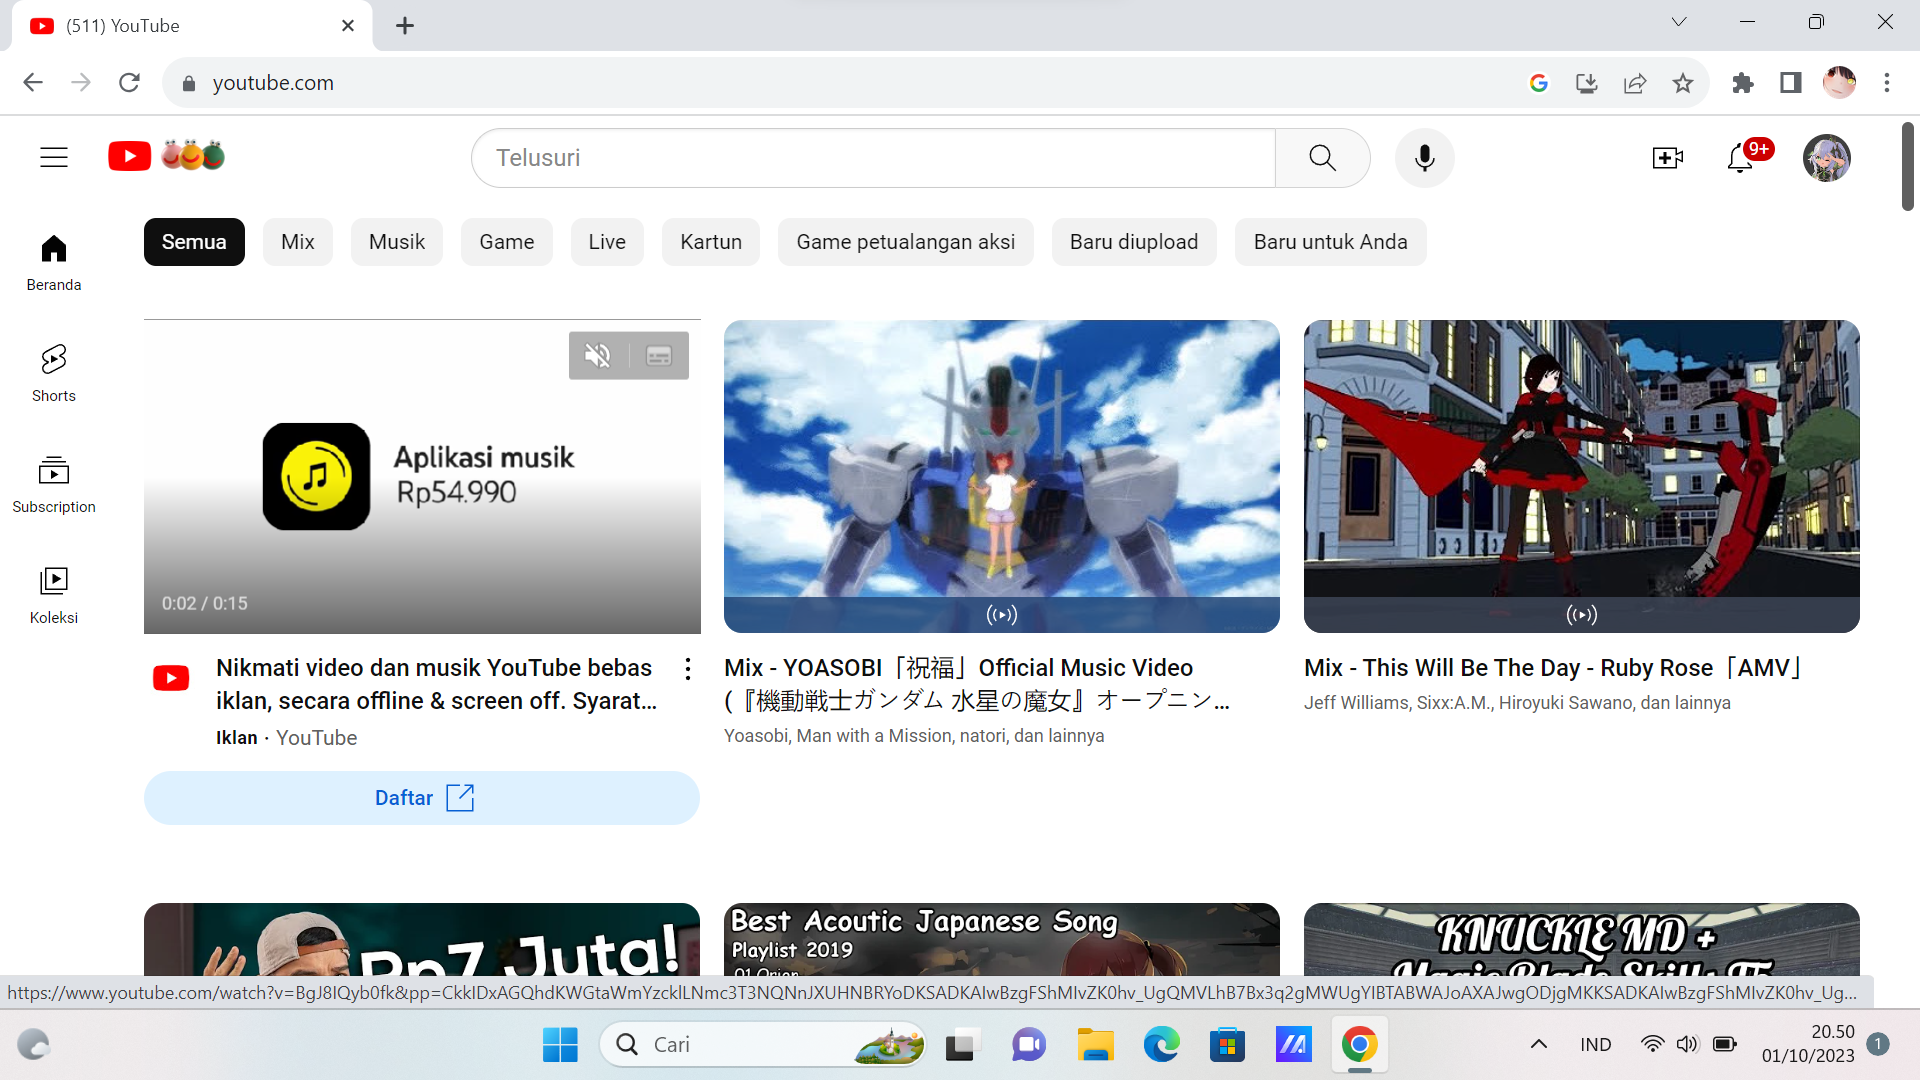 (511) YouTube
youtube.com
Telusuri
9+
Semua
Mix
Musik
Game
Live
Kartun
Game petualangan aksi
Baru diupload
Baru untuk Anda
Beranda
Shorts
Subscription
Koleksi
Aplikasi musik
Rp54.990
0:02 / 0:15
Nikmati video dan musik YouTube bebas
iklan, secara offline & screen off. Syarat...
Iklan · YouTube
Daftar
Mix - YOASOBI「祝福」Official Music Video
(『機動戦士ガンダム 水星の魔女』オープニン...
Yoasobi, Man with a Mission, natori, dan lainnya
Mix - This Will Be The Day - Ruby Rose「AMV」
Jeff Williams, Sixx:A.M., Hiroyuki Sawano, dan lainnya
Rp7 Juta!
Best Acoutic Japanese Song
Playlist 2019
01 Orion
KNUCKLE MD +
Magic Blade Skills T5
https://www.youtube.com/watch?v=BgJ8IQyb0fk&pp=
Cari
IND
20.50
01/10/2023
1